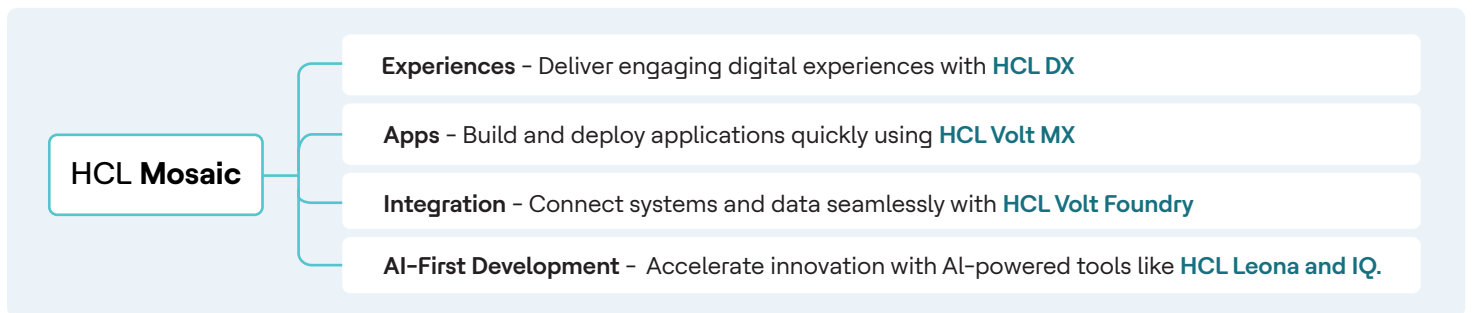 Experiences - Deliver engaging digital experiences with HCL DX
Apps - Build and deploy applications quickly using HCL Volt MX
HCL Mosaic
Integration - Connect systems and data seamlessly with HCL Volt Foundry
AI-First Development - Accelerate innovation with AI-powered tools like HCL Leona and IQ.